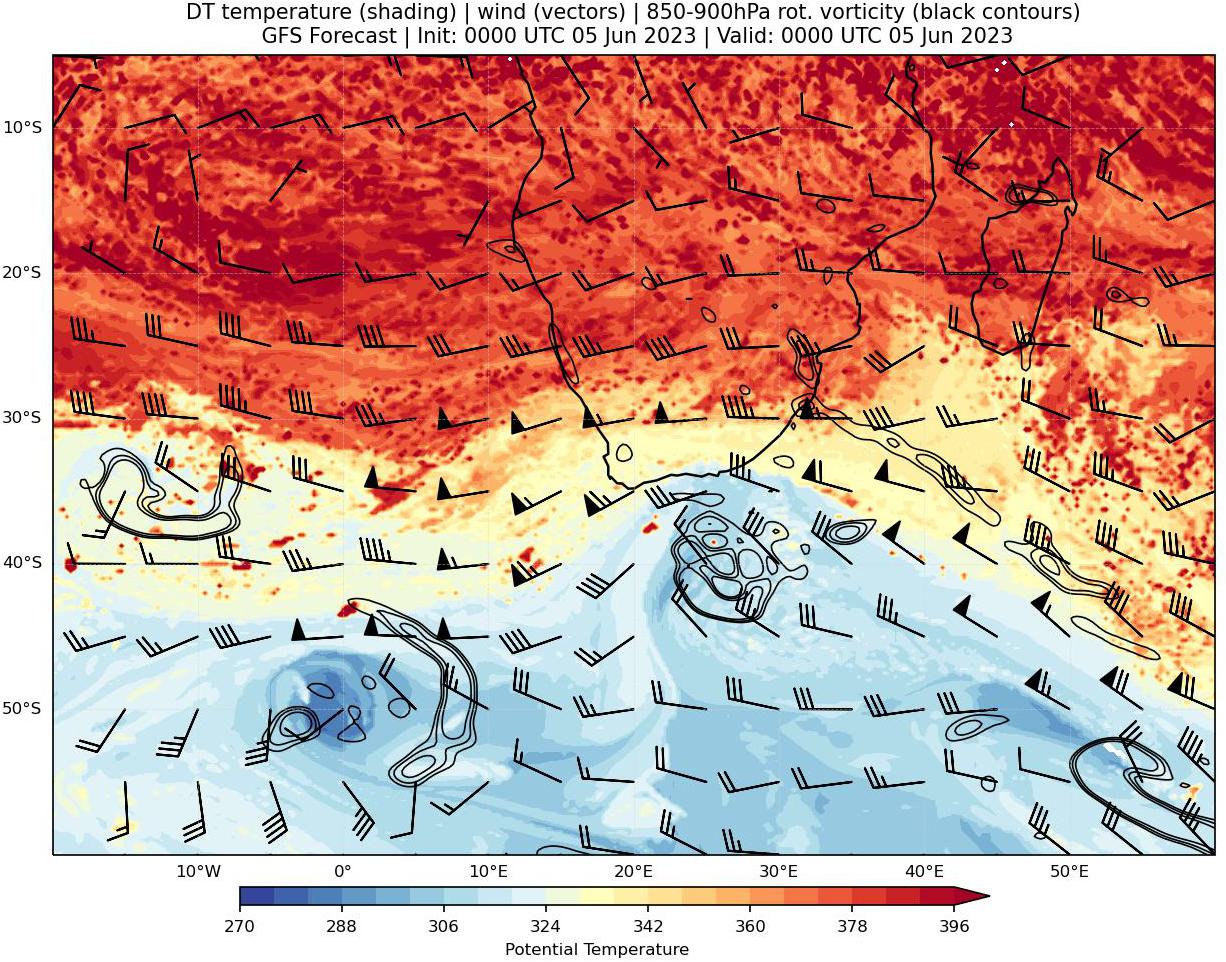 DT temperature (shading) | wind (vectors) | 850-900hPa rot. vorticity (black contours)
GFS Forecast | Init: 0000 UTC 05 Jun 2023 | Valid: 0000 UTC 05 Jun 2023
10°S
20°S
30°S
40°S
50°S
10°W 0° 10°E 20°E 30°E 40°E 50°E
270 288 306 324 342 360 378 396
Potential Temperature